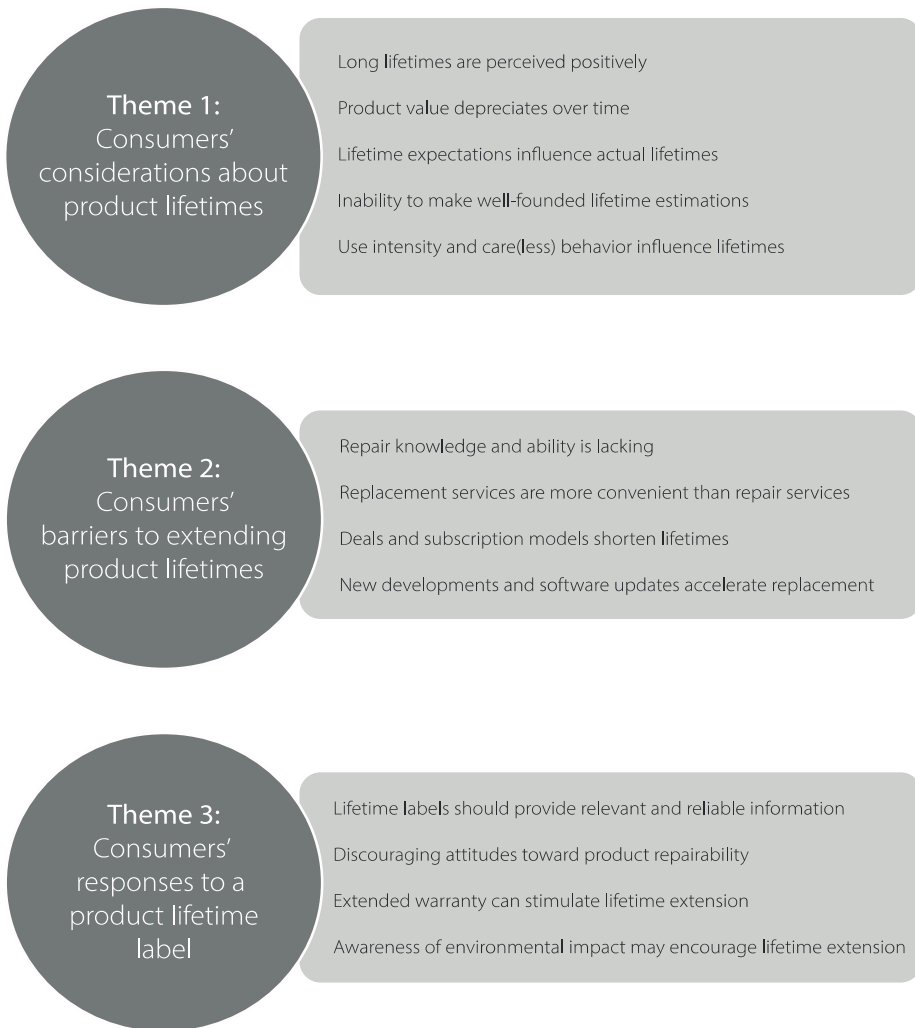 Theme 1:
Consumers'
considerations about
product lifetimes
Long lifetimes are perceived positively
Product value depreciates over time
Lifetime expectations influence actual lifetimes
Inability to make well-founded lifetime estimations
Use intensity and care(less) behavior influence lifetimes
Theme 2:
Consumers'
barriers to extending
product lifetimes
Repair knowledge and ability is lacking
Replacement services are more convenient than repair services
Deals and subscription models shorten lifetimes
New developments and software updates accelerate replacement
Theme 3:
Consumers'
responses to a
product lifetime
label
Lifetime labels should provide relevant and reliable information
Discouraging attitudes toward product repairability
Extended warranty can stimulate lifetime extension
Awareness of environmental impact may encourage lifetime extension